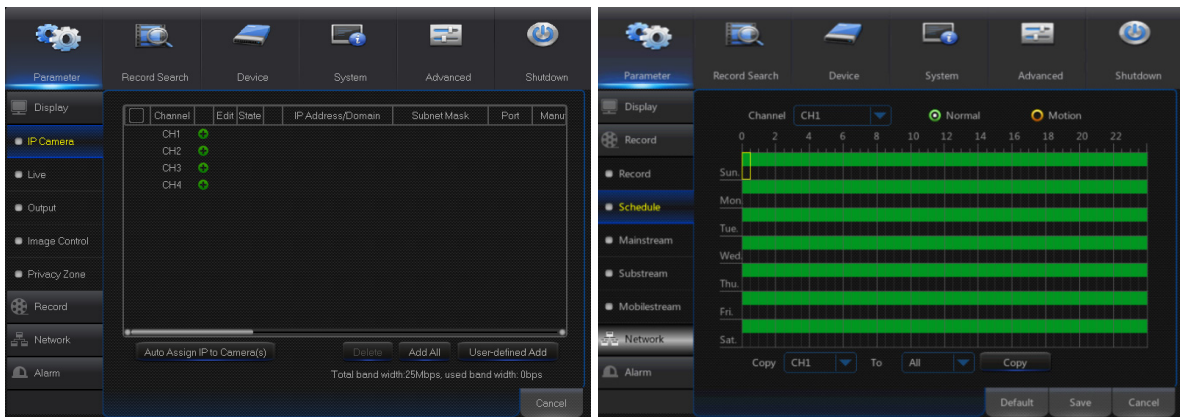 Parameter Record Search Device System Advanced Shutdown
Display
IP Camera
Live
Output
Image Control
Privacy Zone
Record
Network
Alarm
Channel Edit State IP Address/Domain Subnet Mask Port Manu
CH1
CH2
CH3
CH4
Auto Assign IP to Camera(s) Delete Add All User-defined Add
Total band width:25Mbps, used band width: 0bps
Cancel
Parameter Record Search Device System Advanced Shutdown
Display
Record
Record
Schedule
Mainstream
Substream
Mobilestream
Network
Alarm
Channel CH1 Normal Motion
0 2 4 6 8 10 12 14 16 18 20 22
Sun.
Mon
Tue.
Wed
Thu.
Fri.
Sat.
Copy CH1 To All Copy
Default Save Cancel